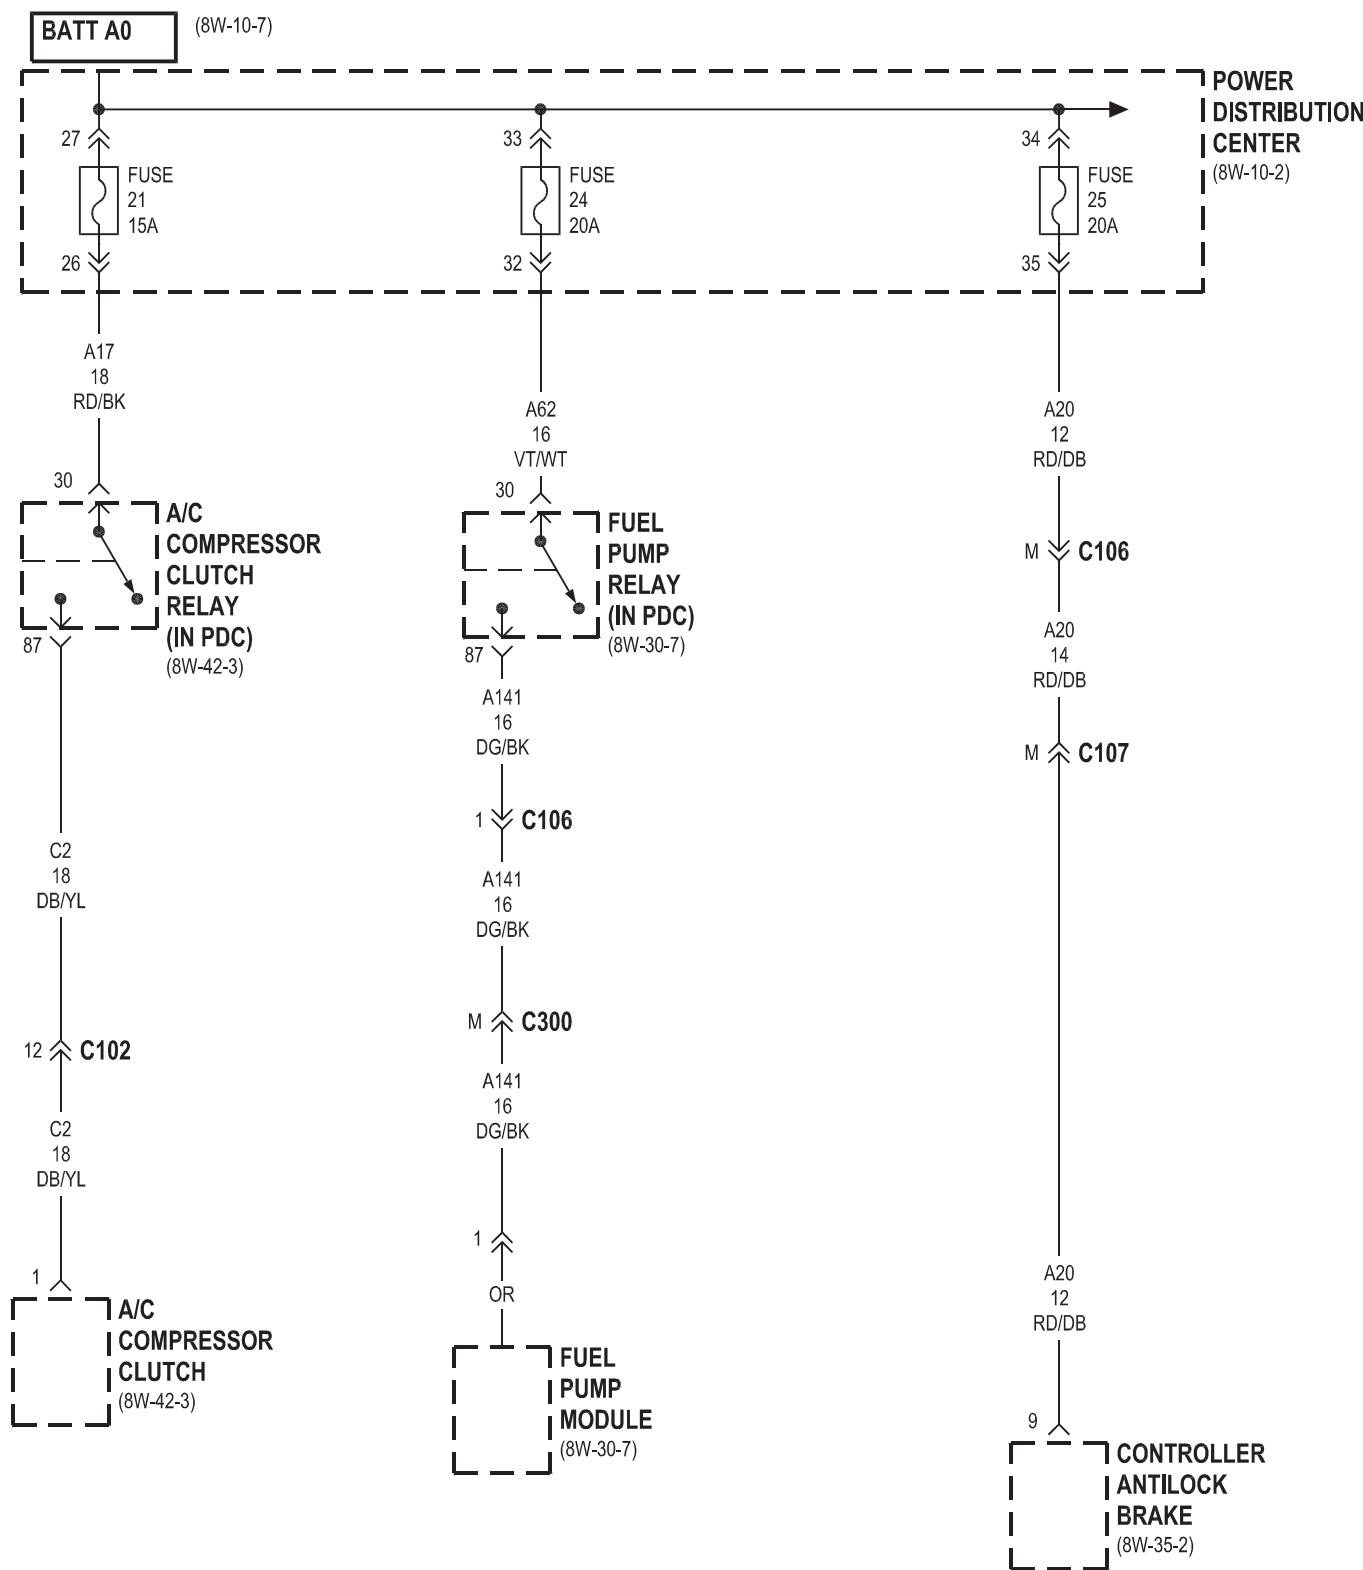 BATT A0
(8W-10-7)
POWER
DISTRIBUTION
CENTER
(8W-10-2)
27
FUSE
21
15A
26
33
FUSE
24
20A
32
34
FUSE
25
20A
35
A17
18
RD/BK
30
A/C
COMPRESSOR
CLUTCH
RELAY
(IN PDC)
(8W-42-3)
87
C2
18
DB/YL
12
C102
C2
18
DB/YL
1
A/C
COMPRESSOR
CLUTCH
(8W-42-3)
A62
16
VT/WT
30
FUEL
PUMP
RELAY
(IN PDC)
(8W-30-7)
87
A141
16
DG/BK
1
C106
A141
16
DG/BK
M
C300
A141
16
DG/BK
1
OR
FUEL
PUMP
MODULE
(8W-30-7)
A20
12
RD/DB
M
C106
A20
14
RD/DB
M
C107
A20
12
RD/DB
9
CONTROLLER
ANTILOCK
BRAKE
(8W-35-2)